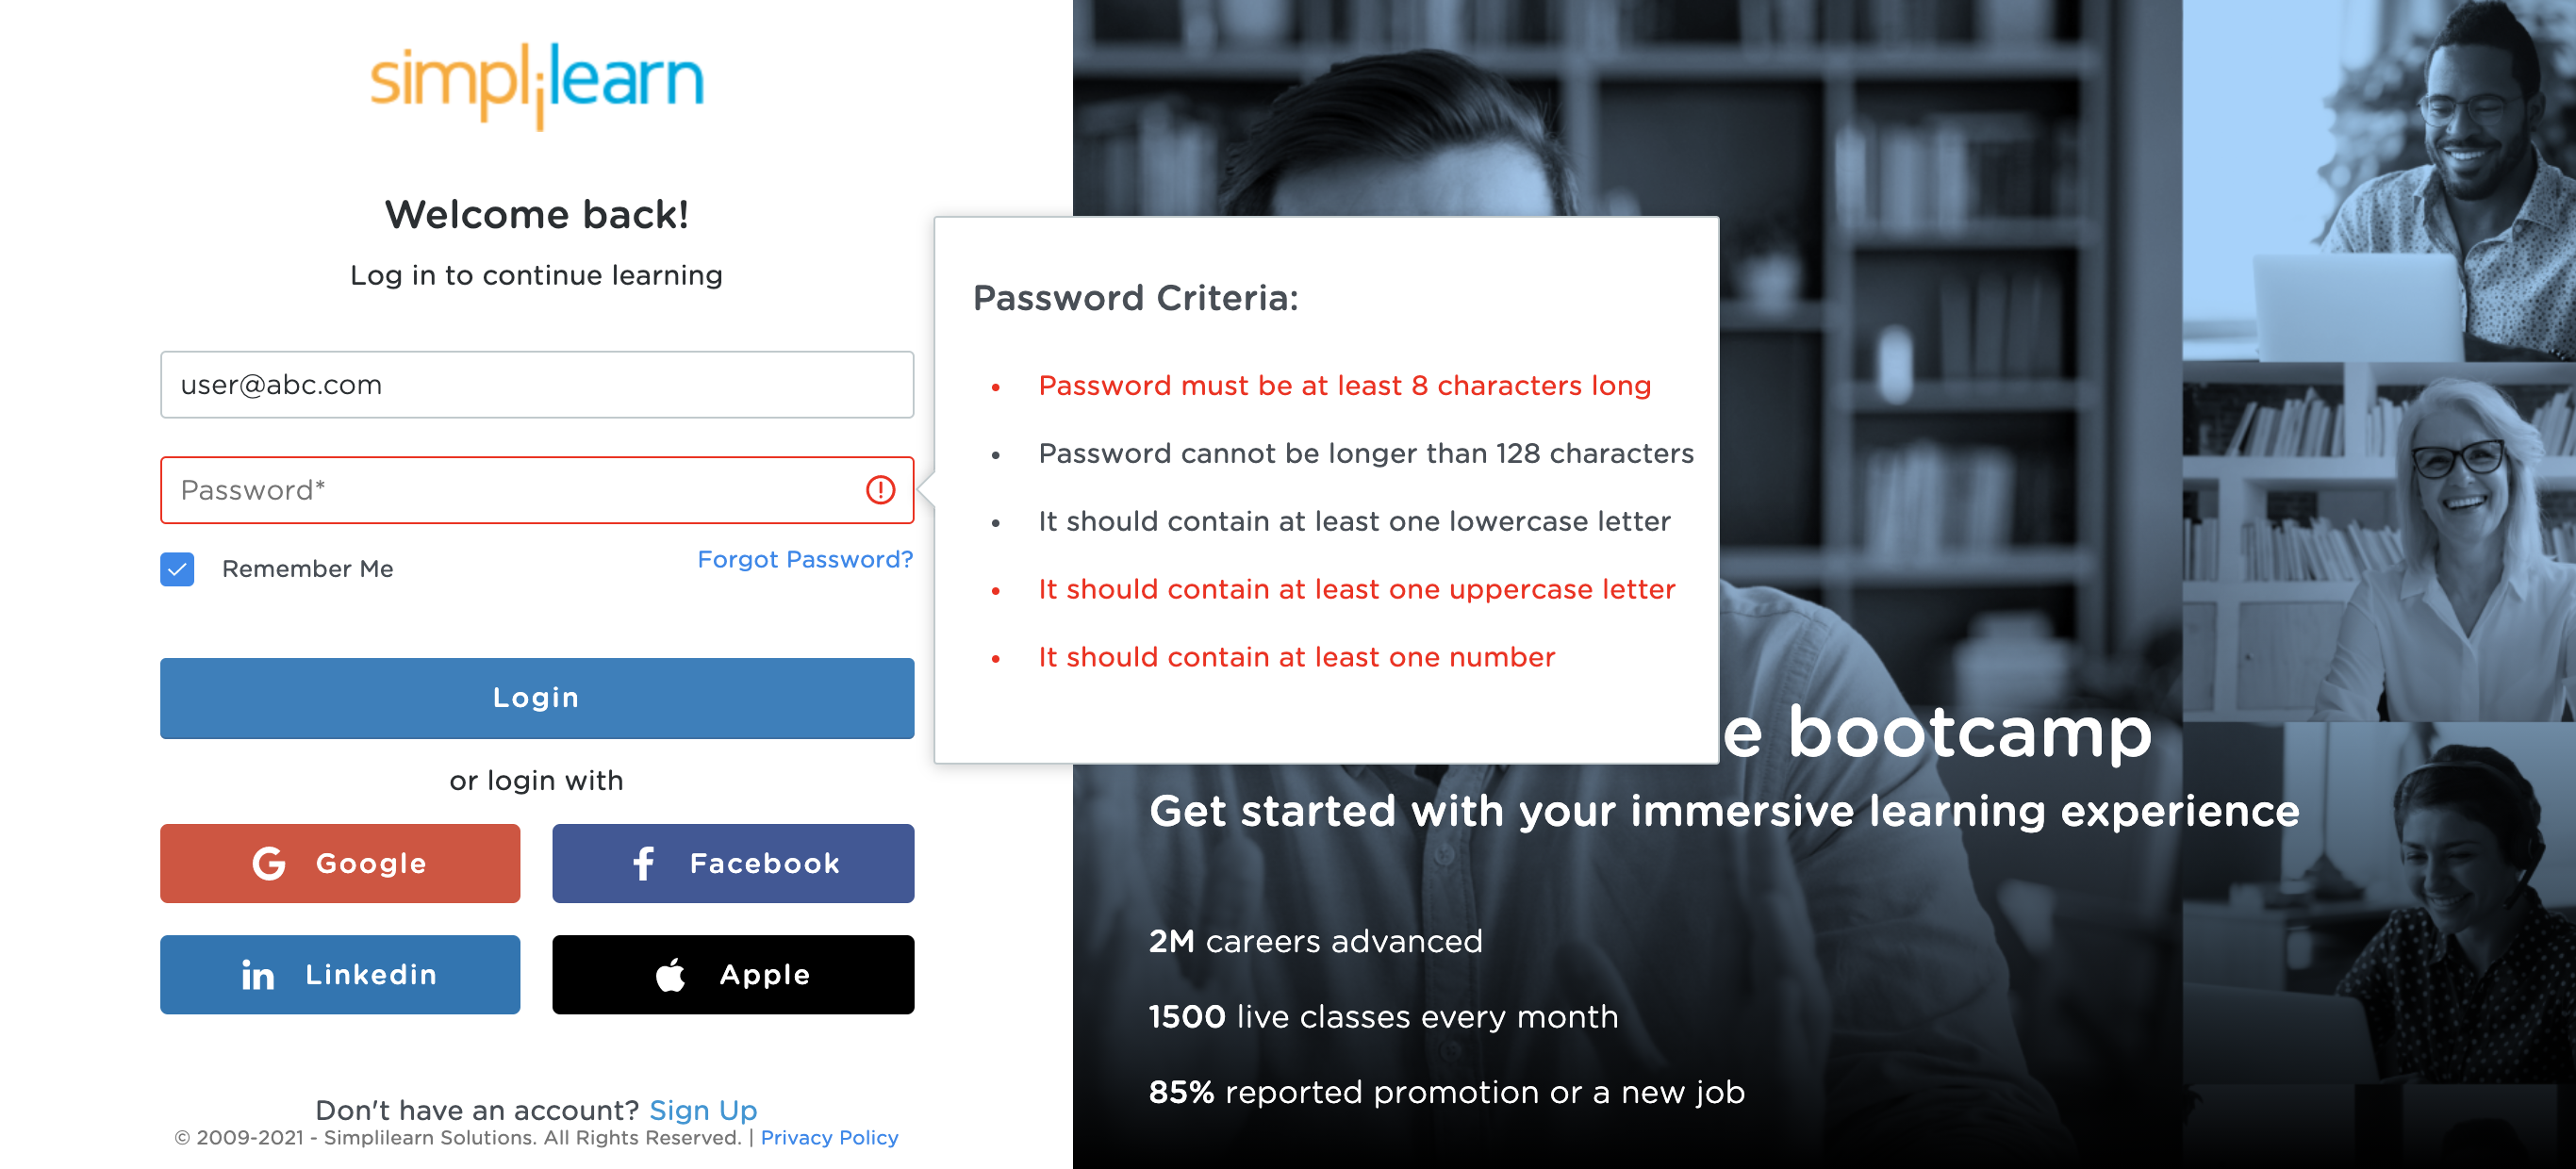 simplilearn
Welcome back!
Log in to continue learning
user@abc.com
Password*
Remember Me
Forgot Password?
Login
or login with
Google
Facebook
Linkedin
Apple
Don't have an account? Sign Up
© 2009-2021 - Simplilearn Solutions. All Rights Reserved. | Privacy Policy
Password Criteria:
• Password must be at least 8 characters long
• Password cannot be longer than 128 characters
• It should contain at least one lowercase letter
• It should contain at least one uppercase letter
• It should contain at least one number
e bootcamp
Get started with your immersive learning experience
2M careers advanced
1500 live classes every month
85% reported promotion or a new job